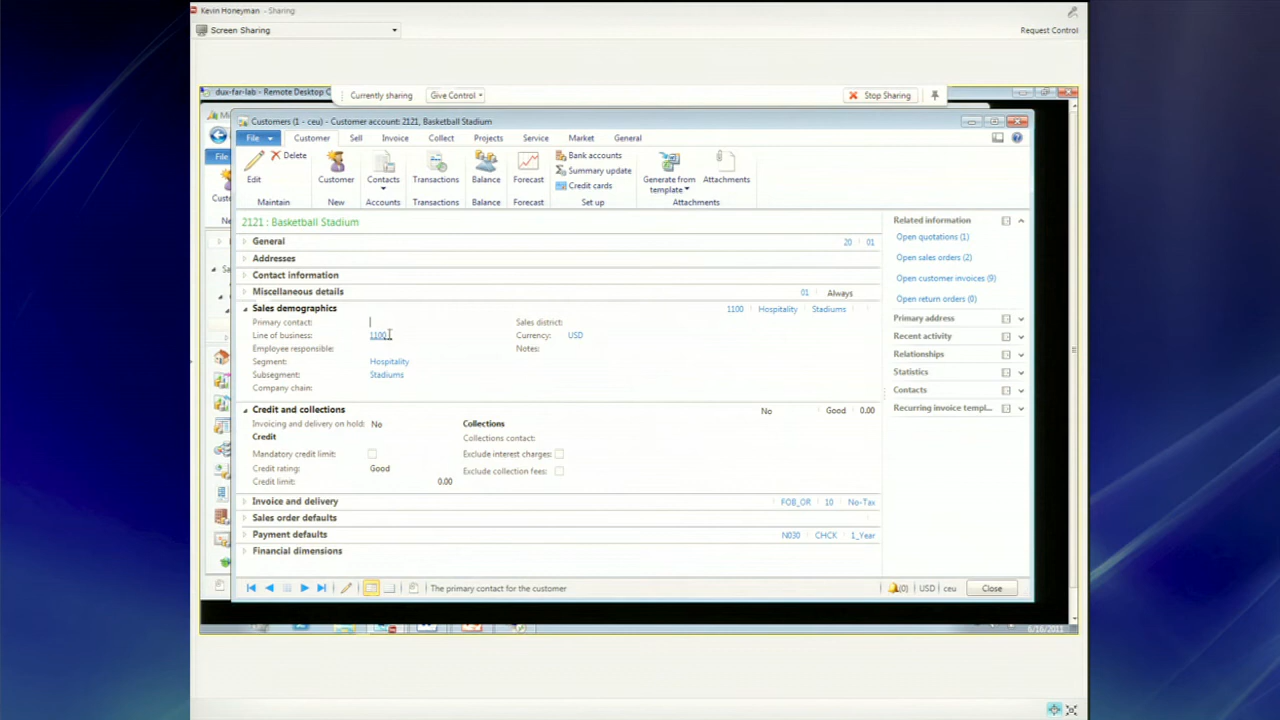 Kevin Honeyman - Sharing:
Screen Sharing
Request Control
dux-far-lab - Remote Desktop C
Currently sharing
Give Control
Stop Sharing
Customers (1 - ceu) - Customer account: 2121, Basketball Stadium
File
Customer
Sell
Invoice
Collect
Projects
Service
Market
General
Edit
Delete
Maintain
Customer
New
Contacts
Accounts
Transactions
Transactions
Balance
Balance
Forecast
Forecast
Bank accounts
Summary update
Credit cards
Set up
Generate from
template
Attachments
Attachments
2121 : Basketball Stadium
General 20 01
Addresses
Contact information
Miscellaneous details 01 Always
Sales demographics 1100 Hospitality Stadiums
Primary contact: Sales district:
Line of business: 1100 Currency: USD
Employee responsible: Notes:
Segment: Hospitality
Subsegment: Stadiums
Company chain:
Credit and collections No Good 0.00
Invoicing and delivery on hold: No Collections
Credit Collections contact:
Mandatory credit limit: Exclude interest charges:
Credit rating: Good Exclude collection fees:
Credit limit: 0.00
Invoice and delivery FOB_OR 10 No-Tax
Sales order defaults
Payment defaults N030 CHCK 1_Year
Financial dimensions
Related information
Open quotations (1)
Open sales orders (2)
Open customer invoices (9)
Open return orders (0)
Primary address
Recent activity
Relationships
Statistics
Contacts
Recurring invoice templ...
The primary contact for the customer
(0) USD ceu Close